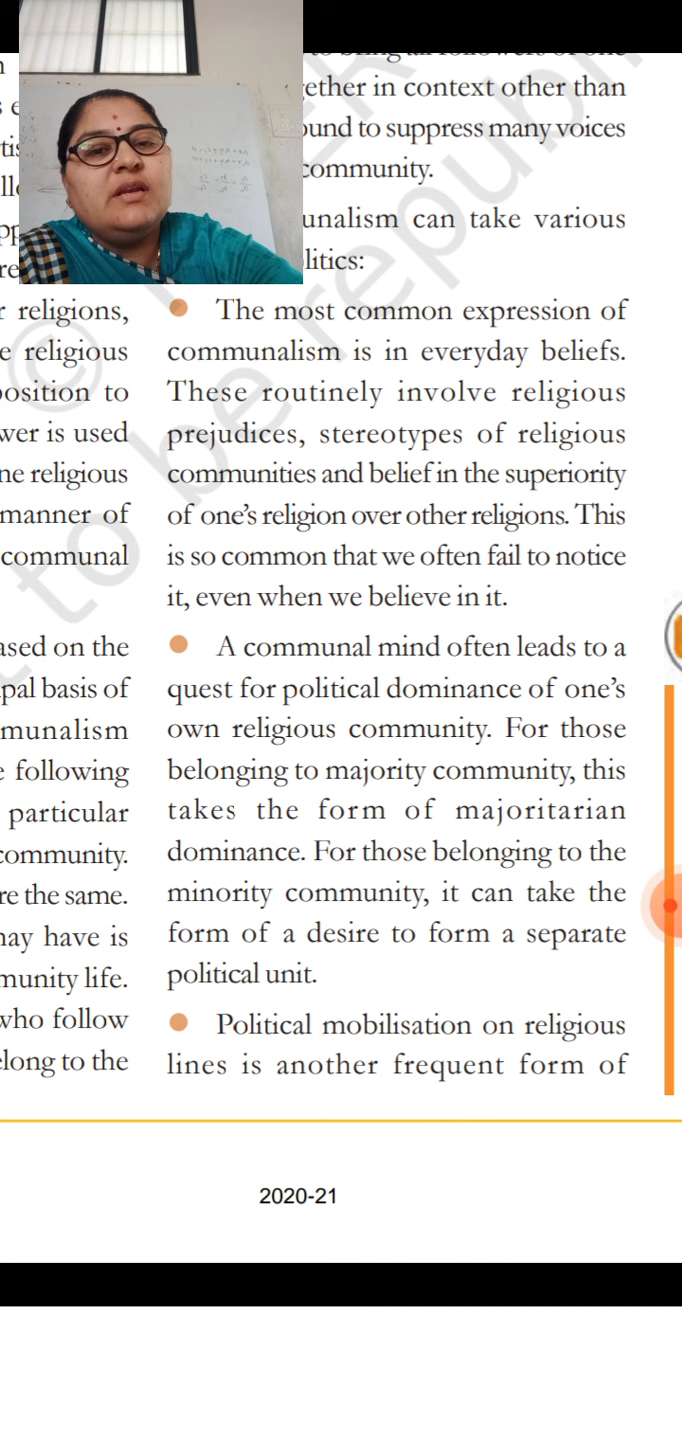 ether in context other than
ound to suppress many voices
community.
unalism can take various
litics:
r religions,
e religious
osition to
wer is used
ne religious
manner of
communal
ased on the
pal basis of
munalism
e following
particular
community.
re the same.
may have is
munity life.
who follow
elong to the
● The most common expression of
communalism is in everyday beliefs.
These routinely involve religious
prejudices, stereotypes of religious
communities and belief in the superiority
of one’s religion over other religions. This
is so common that we often fail to notice
it, even when we believe in it.
● A communal mind often leads to a
quest for political dominance of one’s
own religious community. For those
belonging to majority community, this
takes the form of majoritarian
dominance. For those belonging to the
minority community, it can take the
form of a desire to form a separate
political unit.
● Political mobilisation on religious
lines is another frequent form of
to be republi
©
2020-21